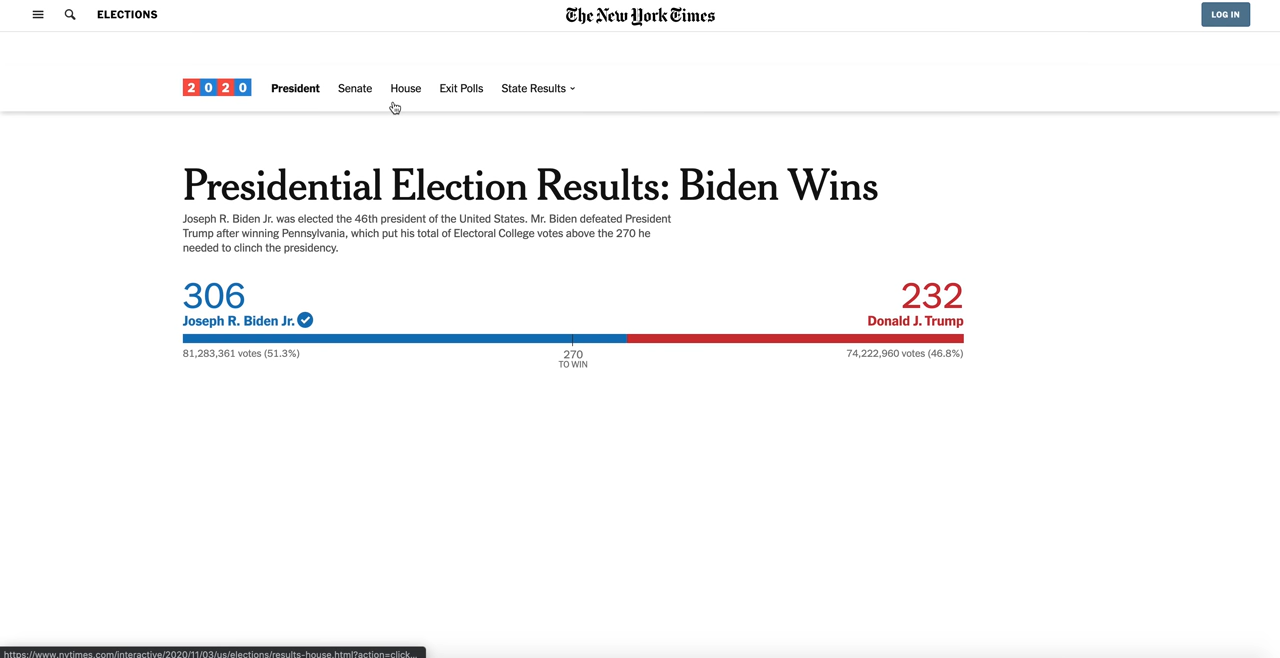 ELECTIONS
The New York Times
LOG IN
2020 President Senate House Exit Polls State Results
Presidential Election Results: Biden Wins
Joseph R. Biden Jr. was elected the 46th president of the United States. Mr. Biden defeated President
Trump after winning Pennsylvania, which put his total of Electoral College votes above the 270 he
needed to clinch the presidency.
306 232
Joseph R. Biden Jr. Donald J. Trump
81,283,361 votes (51.3%) 270 74,222,960 votes (46.8%)
TO WIN
https://www.nytimes.com/interactive/2020/11/03/us/elections/results-house.html?action=click...